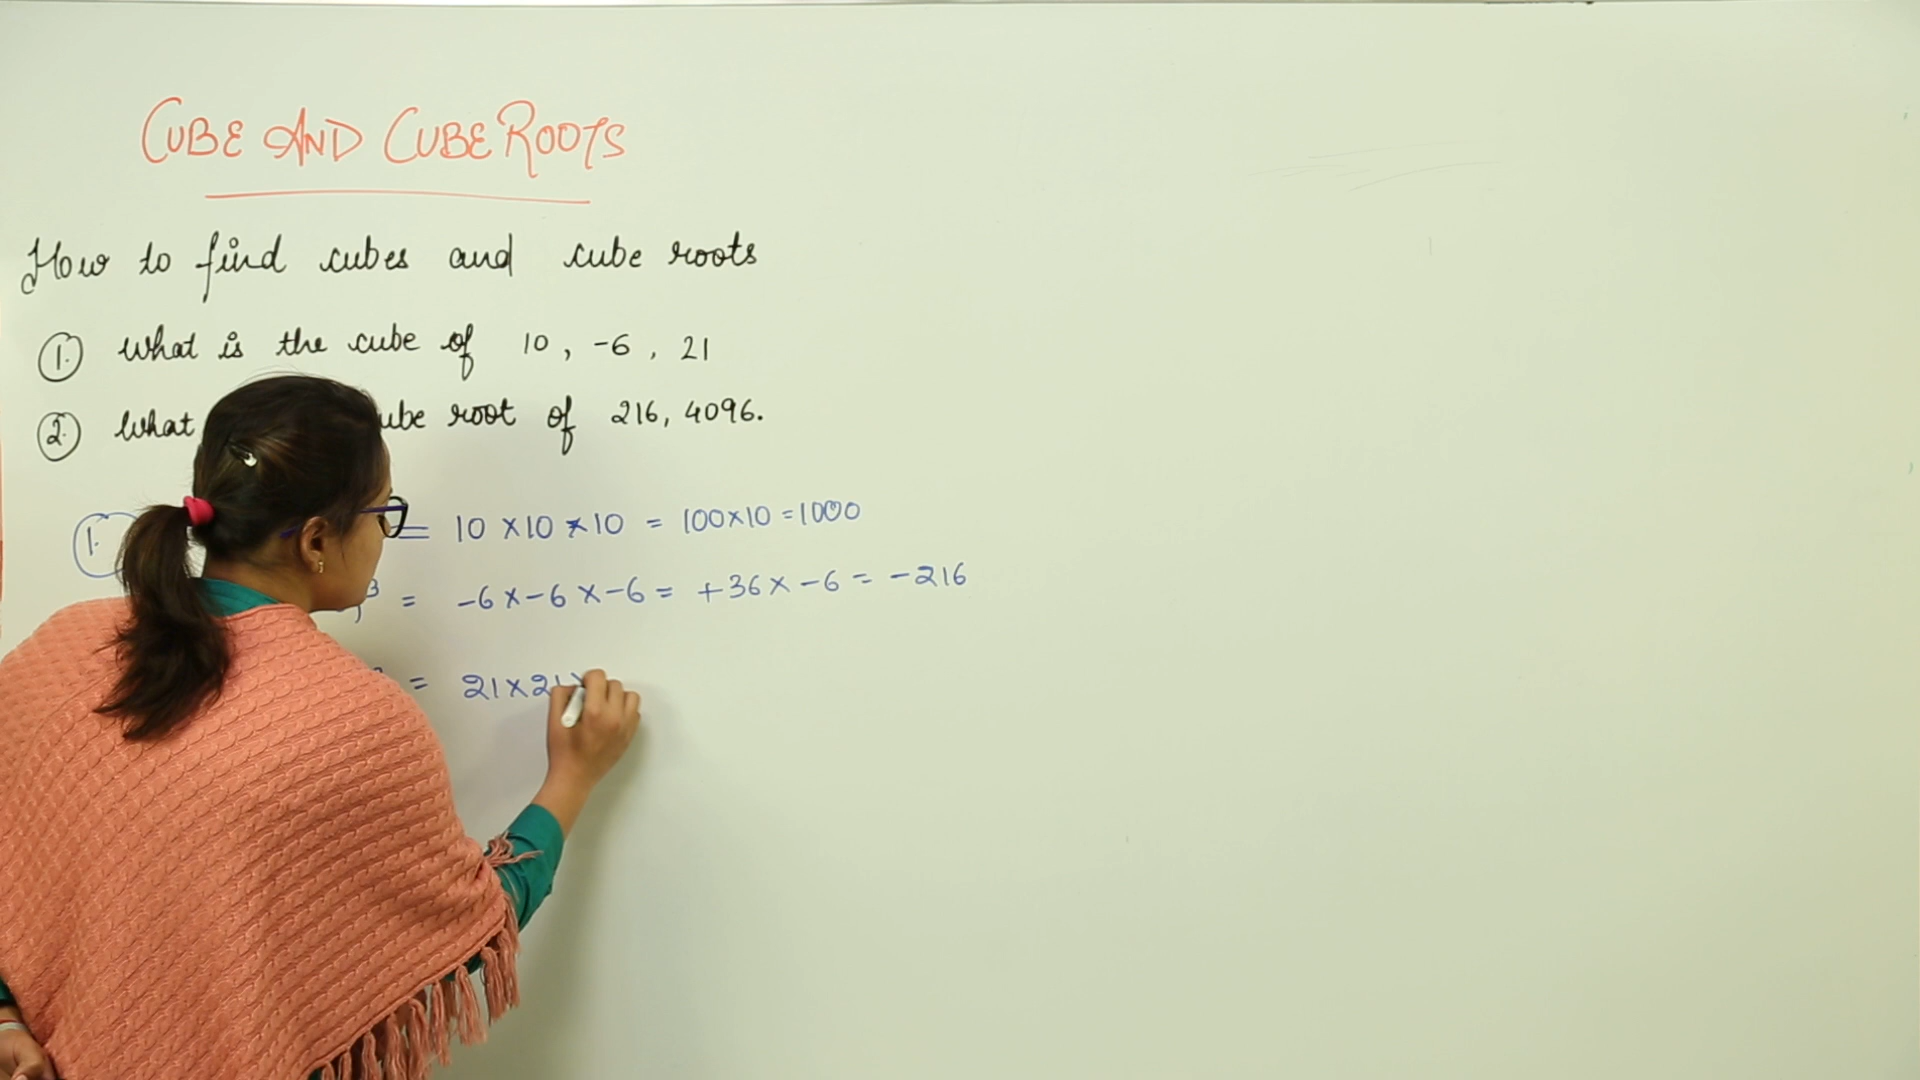 CUBE AND CUBE ROOTS
How to find cubes and cube roots
1. What is the cube of 10, -6, 21
2. What ube root of 216, 4096.
1. = 10 × 10 × 10 = 100×10 = 1000
3 = -6 × -6 × -6 = +36 × -6 = -216
= 21×21×